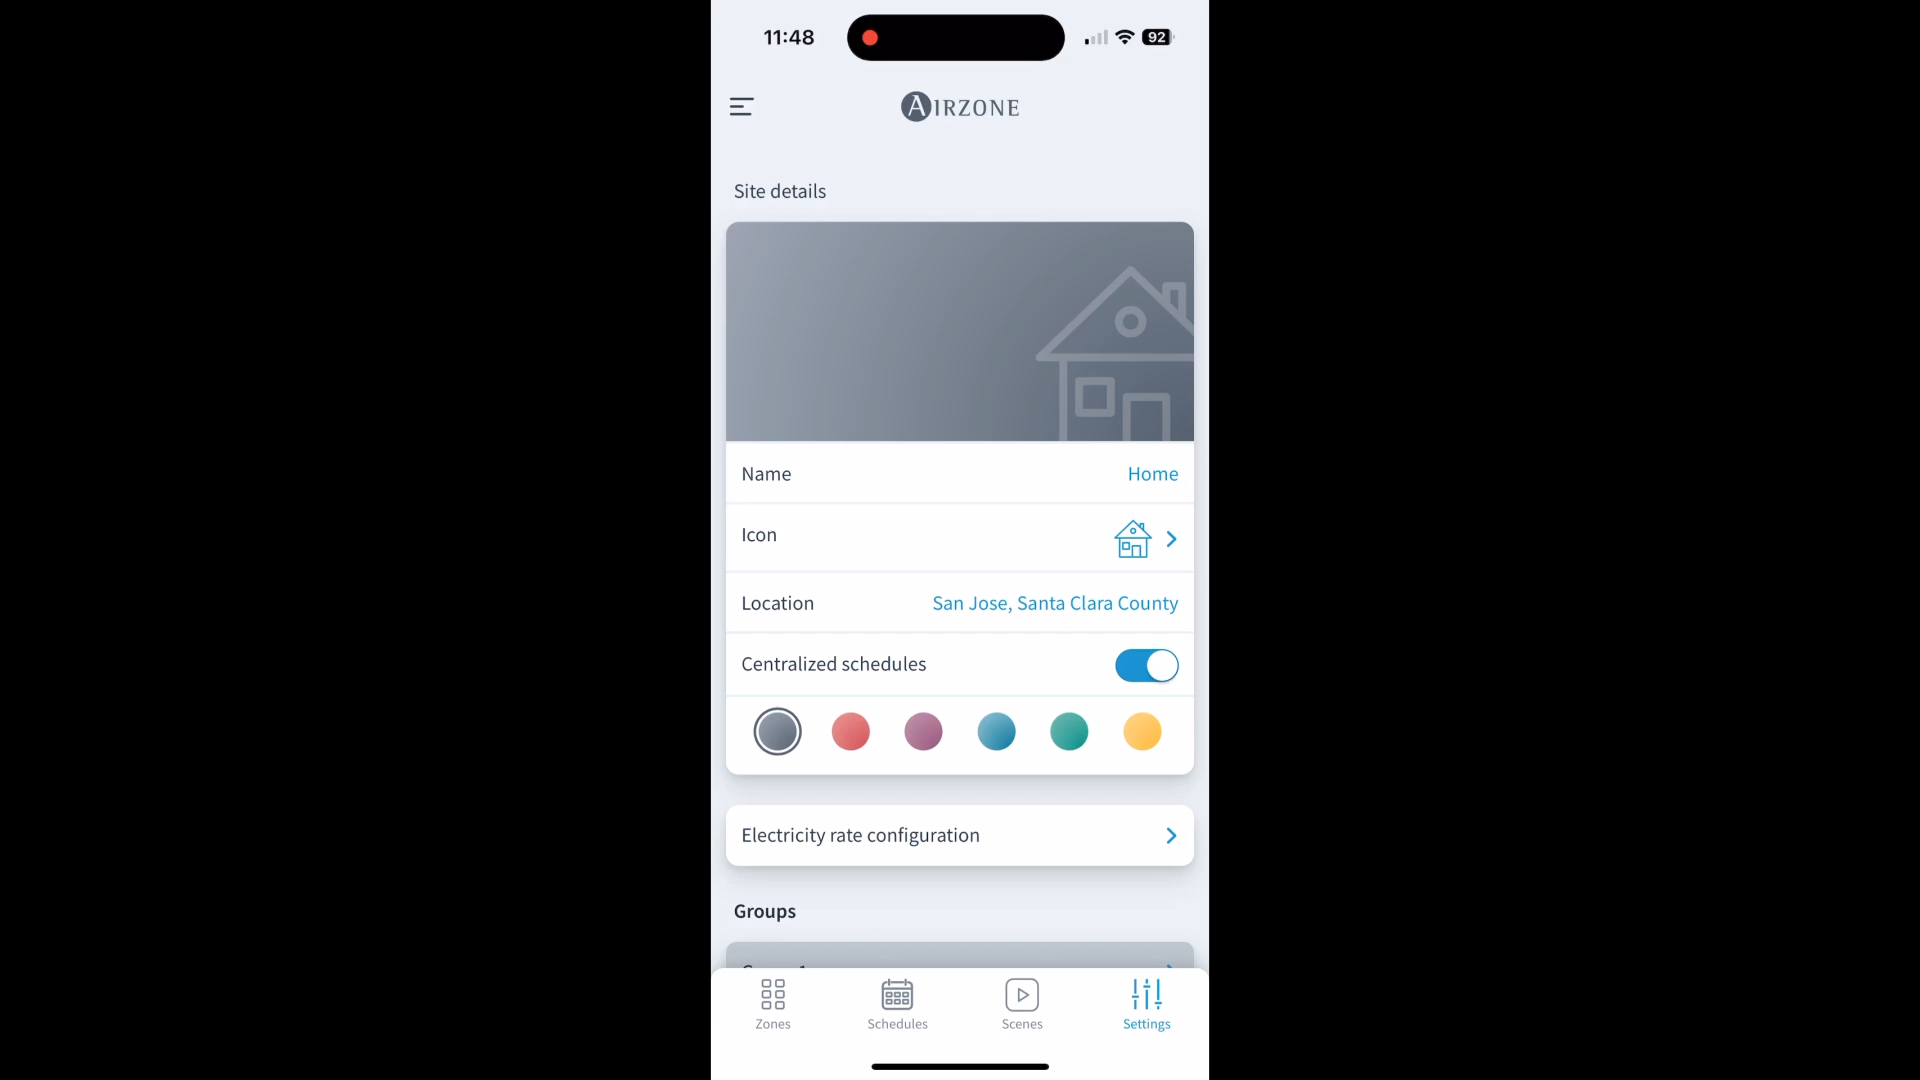 11:48
92
AIRZONE
Site details
Name
Home
Icon
Location
San Jose, Santa Clara County
Centralized schedules
Electricity rate configuration
Groups
Zones
Schedules
Scenes
Settings